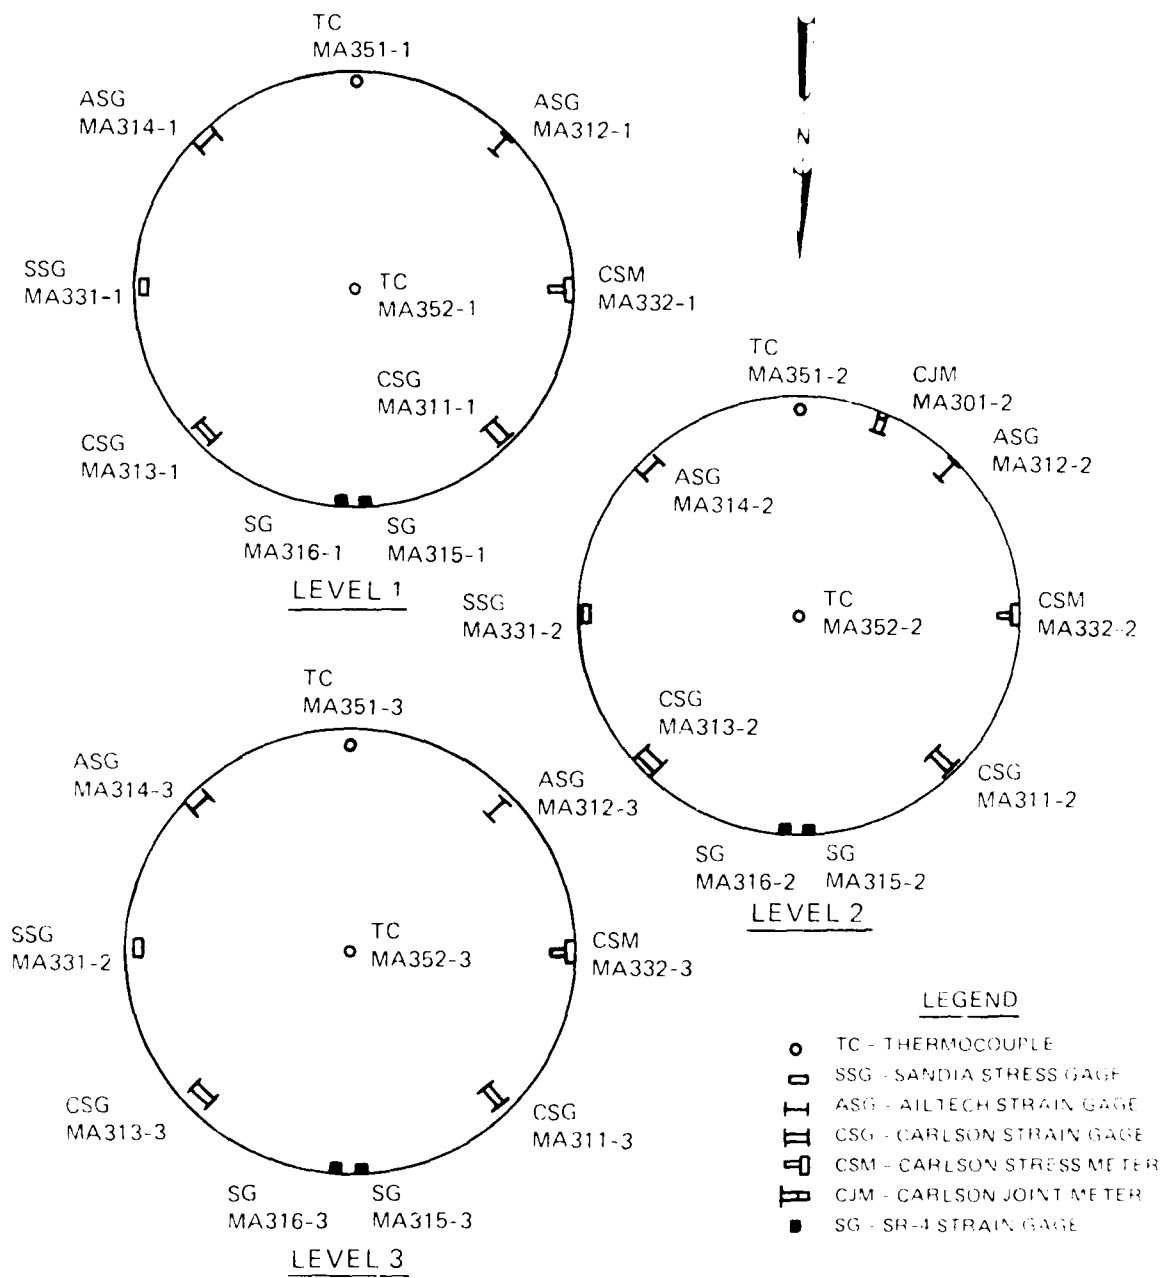 TC
MA351-1
ASG
MA314-1
ASG
MA312-1
N
SSG
MA331-1
TC
MA352-1
CSM
MA332-1
CSG
MA311-1
CSG
MA313-1
SG
MA316-1
SG
MA315-1
LEVEL 1
TC
MA351-2
CJM
MA301-2
ASG
MA312-2
ASG
MA314-2
SSG
MA331-2
TC
MA352-2
CSM
MA332-2
CSG
MA313-2
CSG
MA311-2
SG
MA316-2
SG
MA315-2
LEVEL 2
TC
MA351-3
ASG
MA314-3
ASG
MA312-3
SSG
MA331-2
TC
MA352-3
CSM
MA332-3
CSG
MA313-3
CSG
MA311-3
SG
MA316-3
SG
MA315-3
LEVEL 3
LEGEND
TC - THERMOCOUPLE
SSG - SANDIA STRESS GAGE
ASG - AILTECH STRAIN GAGE
CSG - CARLSON STRAIN GAGE
CSM - CARLSON STRESS METER
CJM - CARLSON JOINT METER
SG - SR-4 STRAIN GAGE